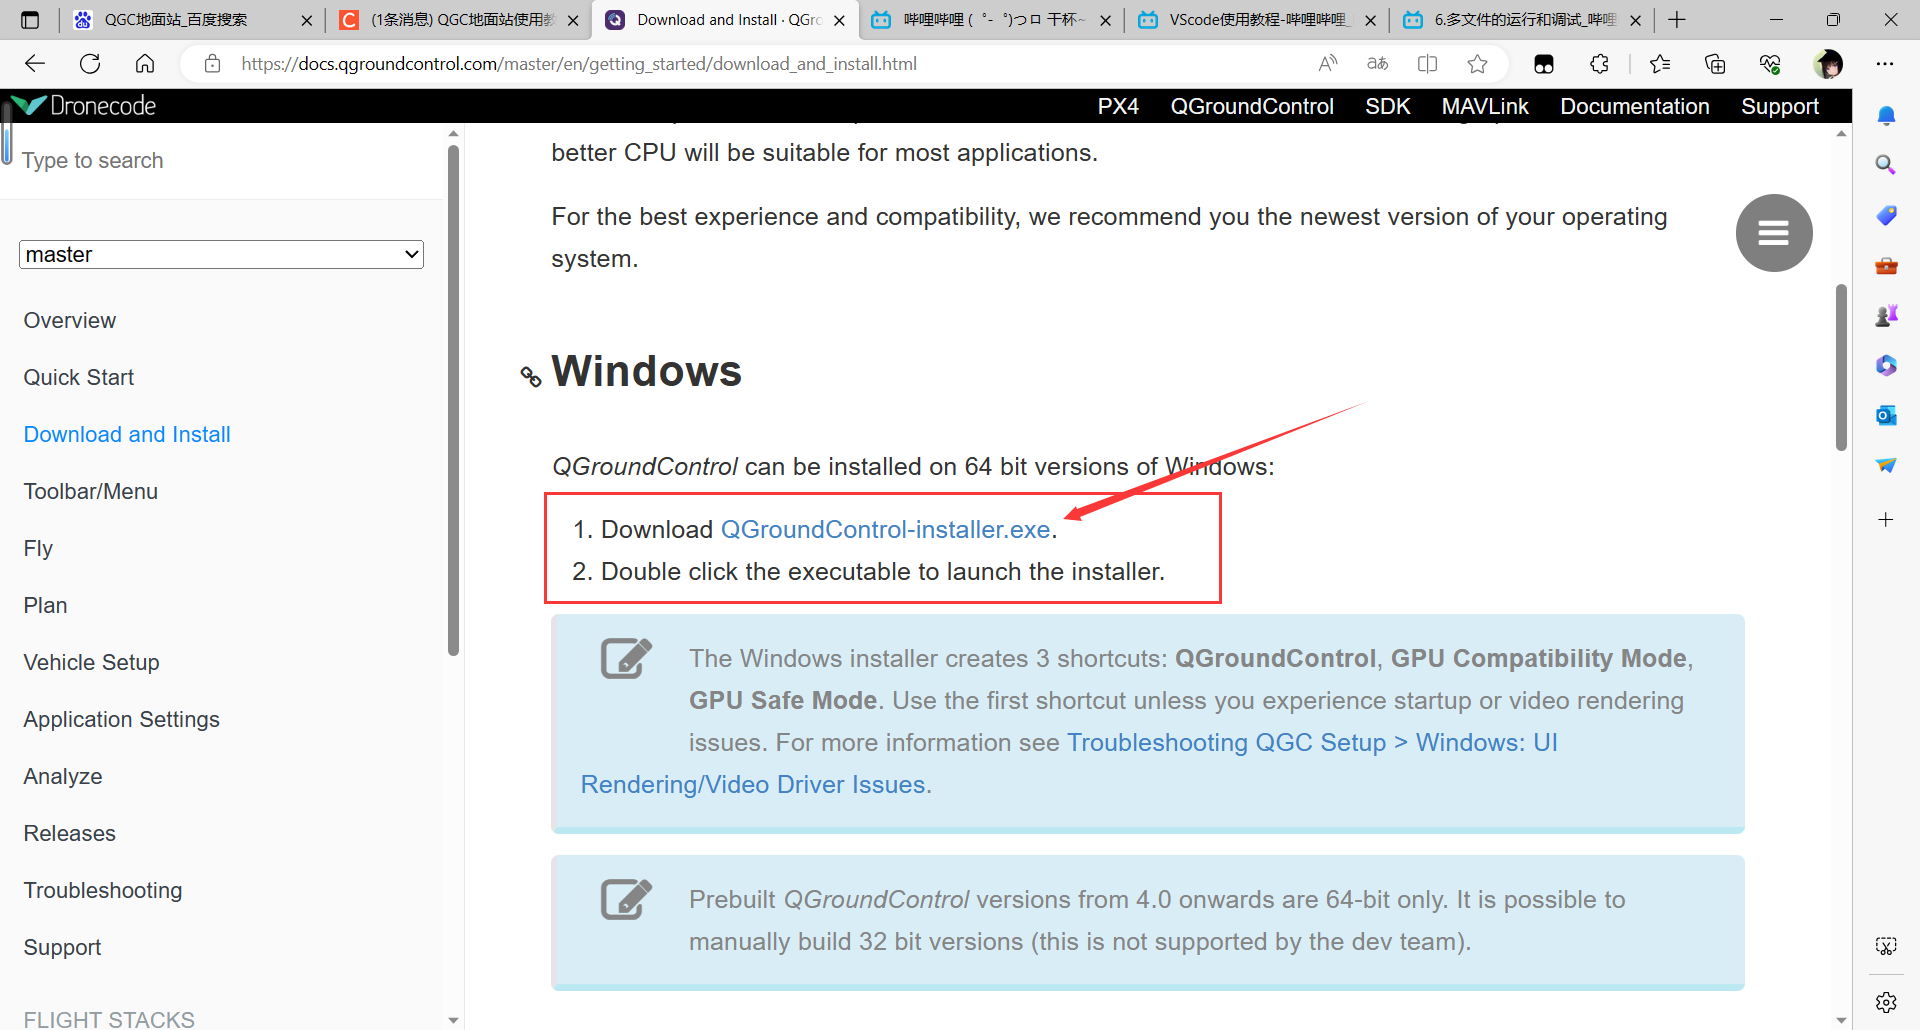 QGC地面站_百度搜索
(1条消息) QGC地面站使用教
Download and Install · QGro
哔哩哔哩 ( ゜- ゜)つロ 干杯~
VScode使用教程-哔哩哔哩_
6.多文件的运行和调试_哔哩
https://docs.qgroundcontrol.com/master/en/getting_started/download_and_install.html
Dronecode
PX4 QGroundControl SDK MAVLink Documentation Support
Type to search
master
Overview
Quick Start
Download and Install
Toolbar/Menu
Fly
Plan
Vehicle Setup
Application Settings
Analyze
Releases
Troubleshooting
Support
FLIGHT STACKS
better CPU will be suitable for most applications.
For the best experience and compatibility, we recommend you the newest version of your operating
system.
Windows
QGroundControl can be installed on 64 bit versions of Windows:
1. Download QGroundControl-installer.exe.
2. Double click the executable to launch the installer.
The Windows installer creates 3 shortcuts: QGroundControl, GPU Compatibility Mode,
GPU Safe Mode. Use the first shortcut unless you experience startup or video rendering
issues. For more information see Troubleshooting QGC Setup > Windows: UI
Rendering/Video Driver Issues.
Prebuilt QGroundControl versions from 4.0 onwards are 64-bit only. It is possible to
manually build 32 bit versions (this is not supported by the dev team).